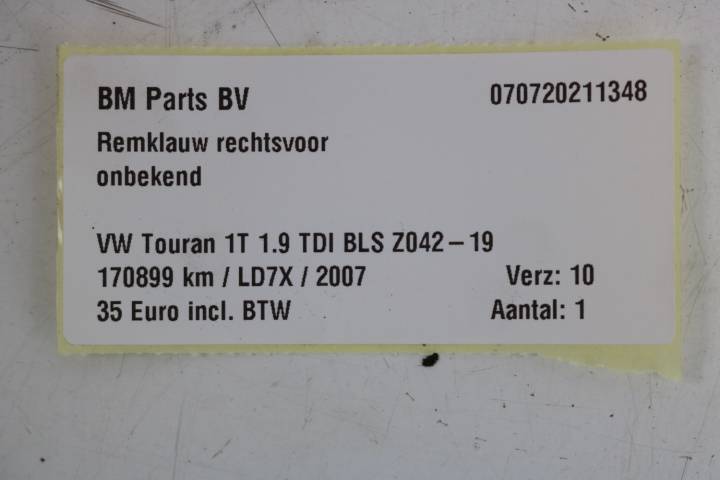 BM Parts BV 070720211348
Remklauw rechtsvoor
onbekend
VW Touran 1T 1.9 TDI BLS Z042-19
170899 km / LD7X / 2007 Verz: 10
35 Euro incl. BTW Aantal: 1